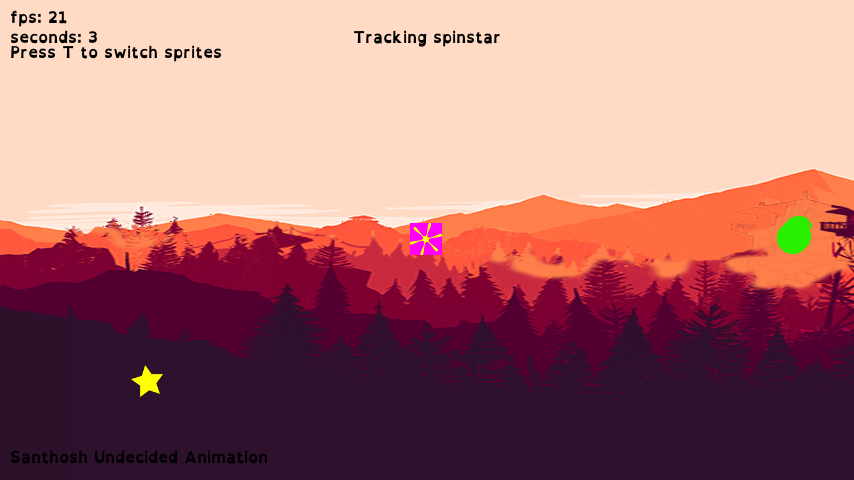 fps: 21
seconds: 3
Tracking spinstar
Press T to switch sprites
Santhosh Undecided Animation